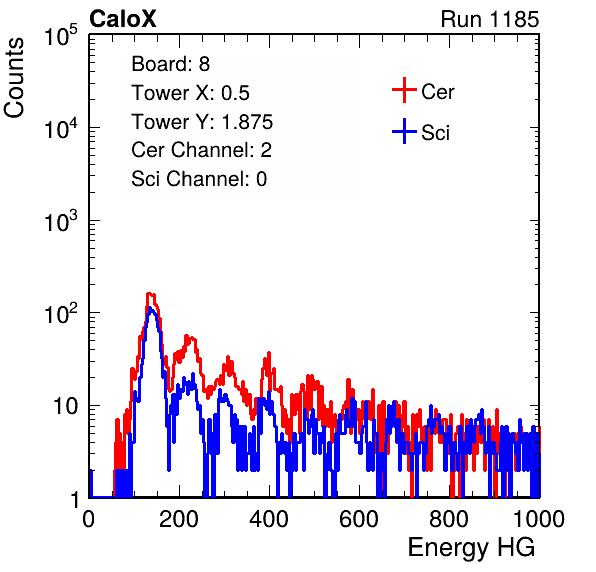 CaloX Run 1185
Counts
10^5
10^4
10^3
10^2
10
1
Board: 8
Tower X: 0.5
Tower Y: 1.875
Cer Channel: 2
Sci Channel: 0
Cer
Sci
0 200 400 600 800 1000
Energy HG